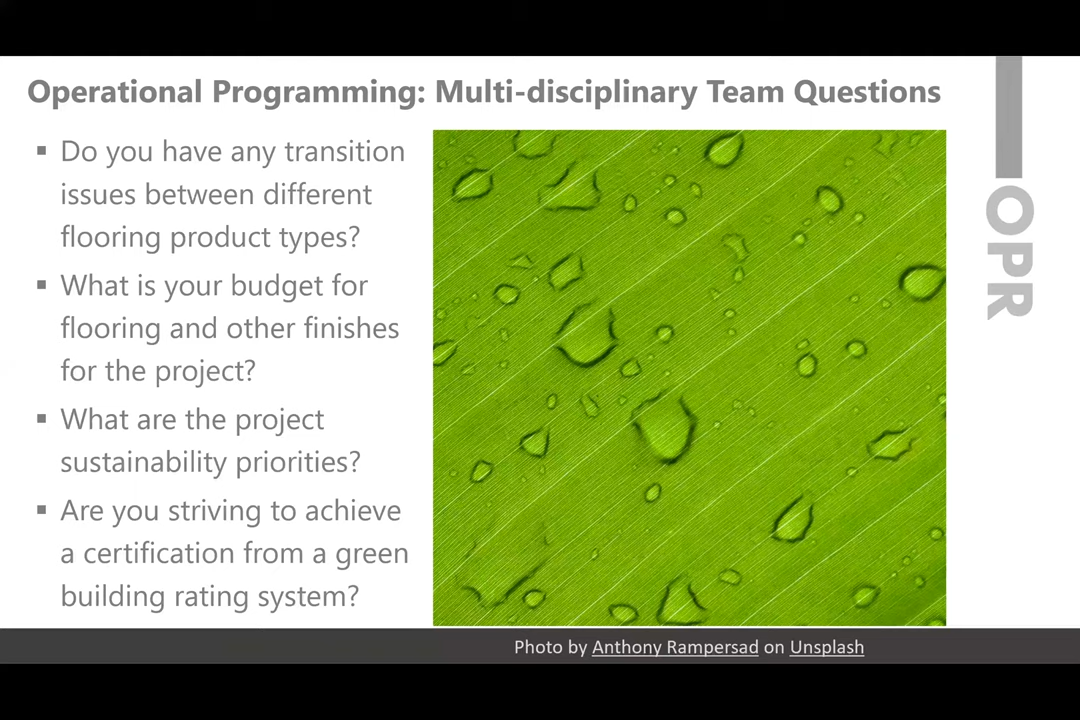 Operational Programming: Multi-disciplinary Team Questions
▪ Do you have any transition
issues between different
flooring product types?
▪ What is your budget for
flooring and other finishes
for the project?
▪ What are the project
sustainability priorities?
▪ Are you striving to achieve
a certification from a green
building rating system?
OPR
Photo by Anthony Rampersad on Unsplash